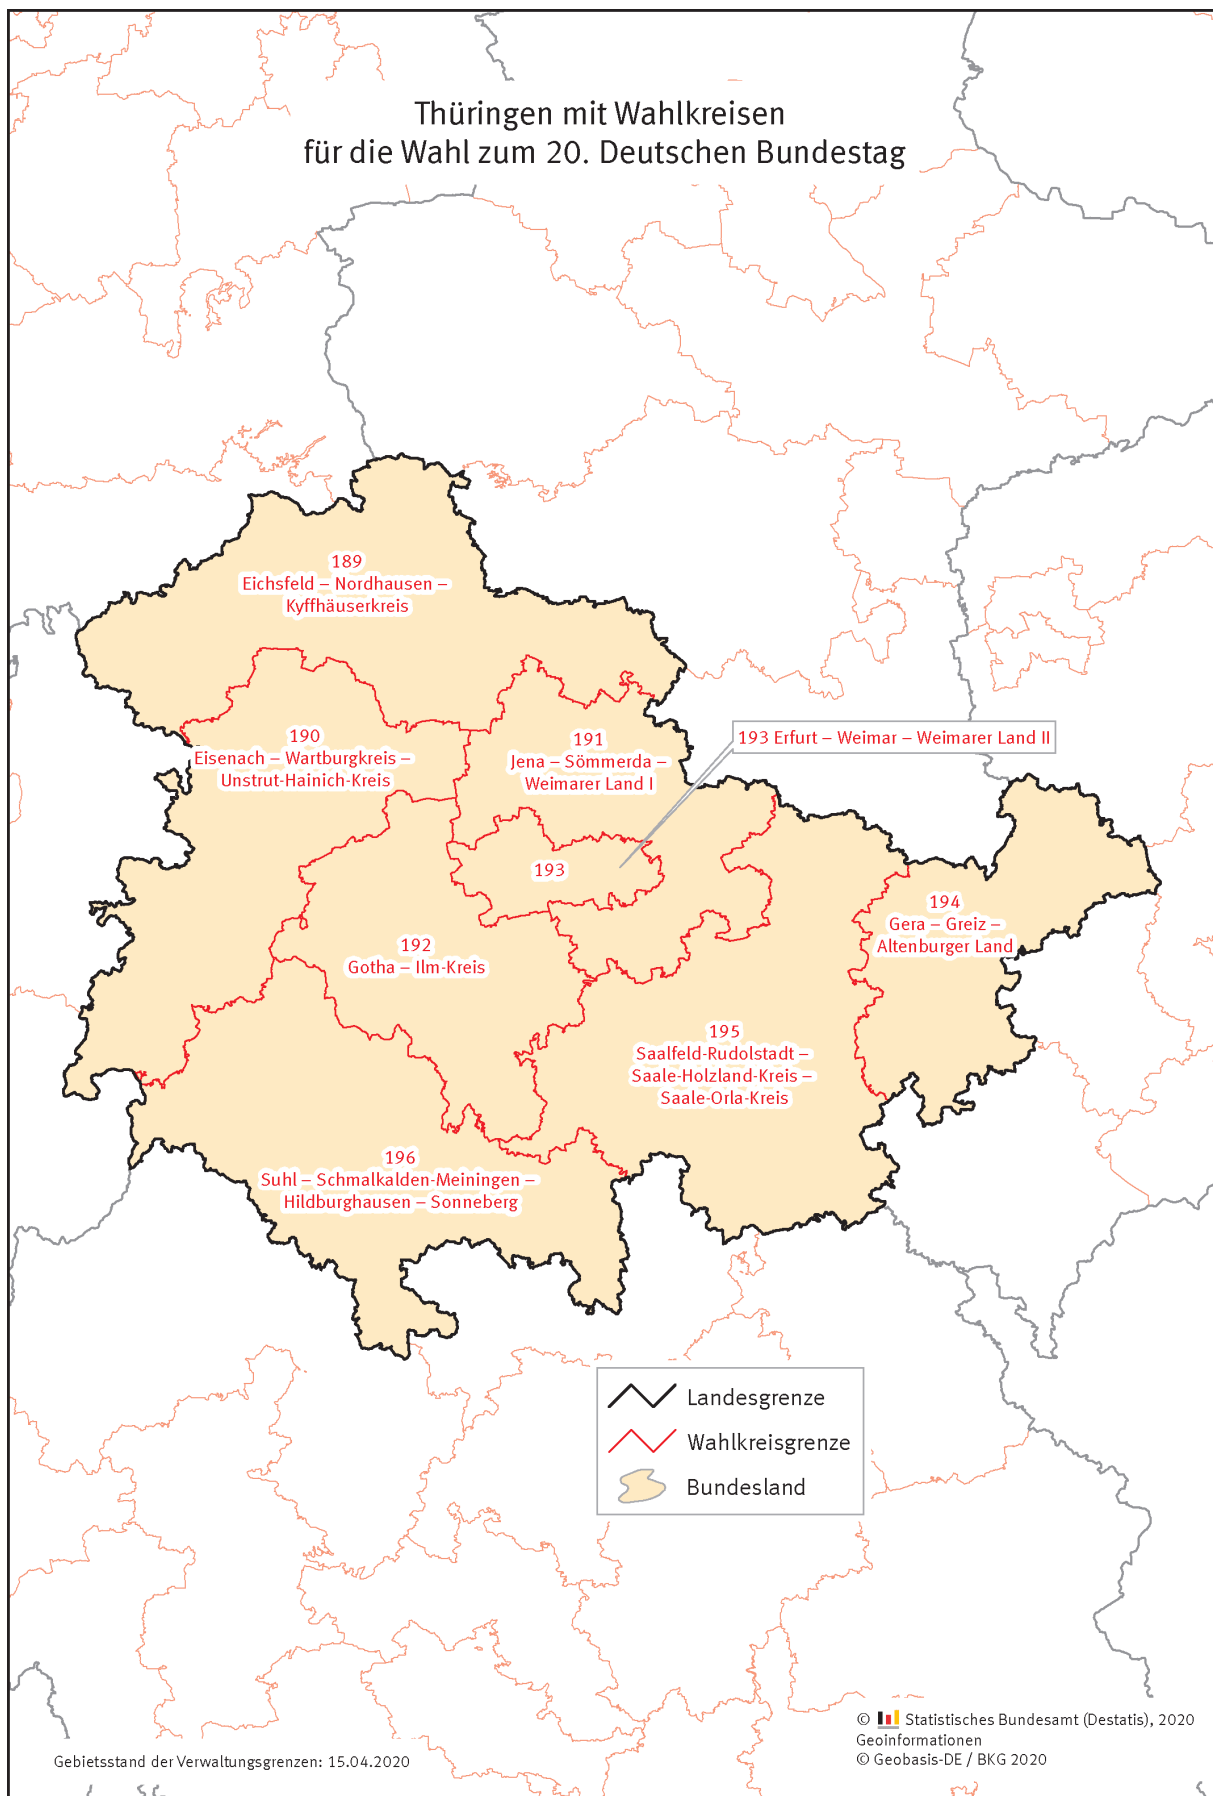 Thüringen mit Wahlkreisen
für die Wahl zum 20. Deutschen Bundestag
189
Eichsfeld – Nordhausen –
Kyffhäuserkreis
190
Eisenach – Wartburgkreis –
Unstrut-Hainich-Kreis
191
Jena – Sömmerda –
Weimarer Land I
193 Erfurt – Weimar – Weimarer Land II
193
194
Gera – Greiz –
Altenburger Land
192
Gotha – Ilm-Kreis
195
Saalfeld-Rudolstadt –
Saale-Holzland-Kreis –
Saale-Orla-Kreis
196
Suhl – Schmalkalden-Meiningen –
Hildburghausen – Sonneberg
Landesgrenze
Wahlkreisgrenze
Bundesland
© Statistisches Bundesamt (Destatis), 2020
Geoinformationen
© Geobasis-DE / BKG 2020
Gebietsstand der Verwaltungsgrenzen: 15.04.2020